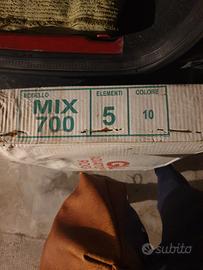 MODELLO ELEMENTI COLORE
MIX 700 5 10
subito